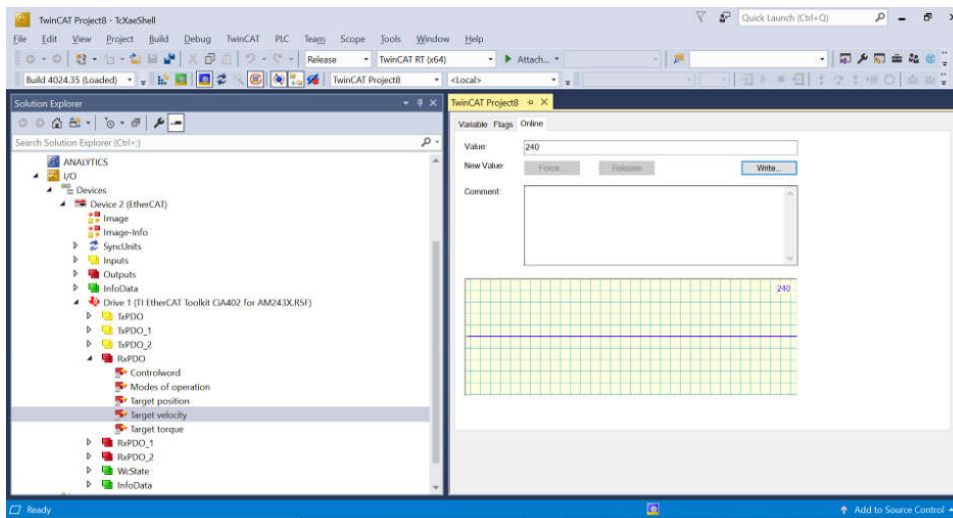 TwinCAT Project8 - TcXaeShell
Quick Launch (Ctrl+Q)
File Edit View Project Build Debug TwinCAT PLC Team Scope Tools Window Help
Release TwinCAT RT (x64) Attach...
Build 4024.35 (Loaded) TwinCAT Project8 <Local>
Solution Explorer
Search Solution Explorer (Ctrl+;)
ANALYTICS
I/O
Devices
Device 2 (EtherCAT)
Image
Image-Info
SyncUnits
Inputs
Outputs
InfoData
Drive 1 (TI EtherCAT Toolkit CiA402 for AM243X.R5F)
TxPDO
TxPDO_1
TxPDO_2
RxPDO
Controlword
Modes of operation
Target position
Target velocity
Target torque
RxPDO_1
RxPDO_2
WcState
InfoData
TwinCAT Project8
Variable Flags Online
Value: 240
New Value: Force... Release Write...
Comment:
240
Ready
Add to Source Control